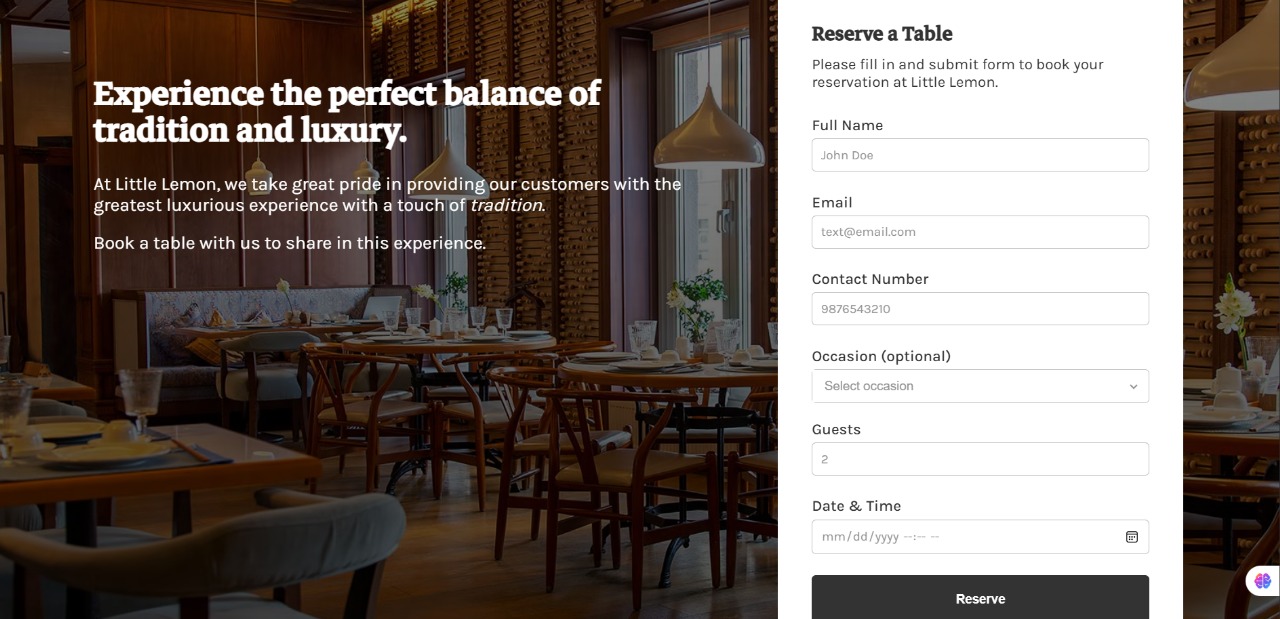 Experience the perfect balance of
tradition and luxury.
At Little Lemon, we take great pride in providing our customers with the
greatest luxurious experience with a touch of tradition.
Book a table with us to share in this experience.
Reserve a Table
Please fill in and submit form to book your
reservation at Little Lemon.
Full Name
John Doe
Email
text@email.com
Contact Number
9876543210
Occasion (optional)
Select occasion
Guests
2
Date & Time
mm/dd/yyyy --:-- --
Reserve